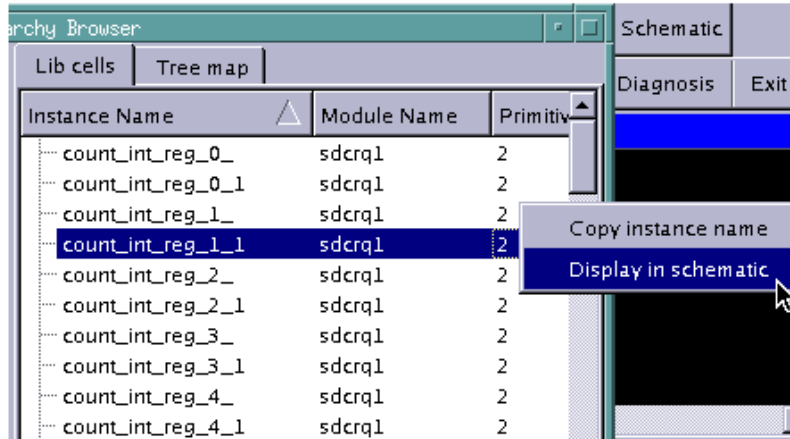 archy Browser
Schematic
Lib cells
Tree map
Diagnosis
Exit
Instance Name
Module Name
Primitiv
count_int_reg_0_ sdcrq1 2
count_int_reg_0_1 sdcrq1 2
count_int_reg_1_ sdcrq1 2
count_int_reg_1_1 sdcrq1 2
count_int_reg_2_ sdcrq1 2
count_int_reg_2_1 sdcrq1 2
count_int_reg_3_ sdcrq1 2
count_int_reg_3_1 sdcrq1 2
count_int_reg_4_ sdcrq1 2
count_int_reg_4_1 sdcrq1 2
Copy instance name
Display in schematic